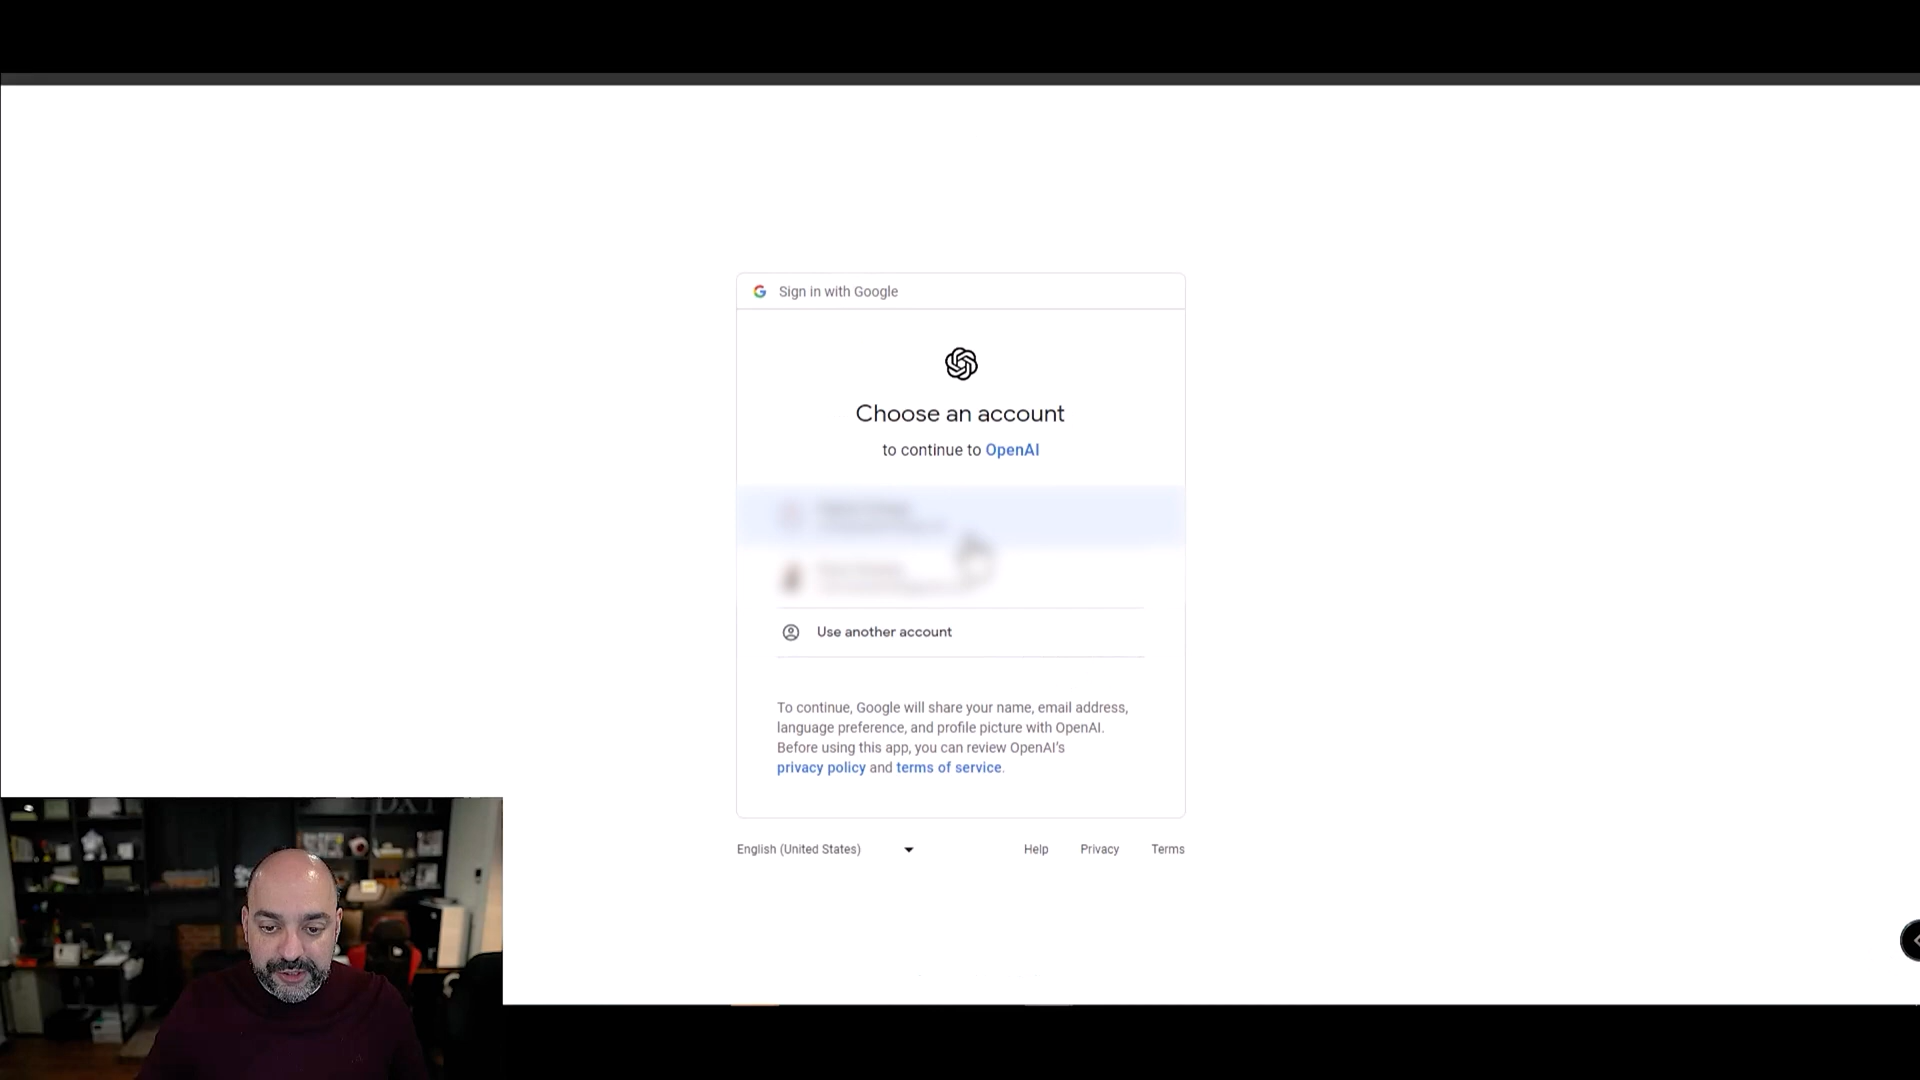 Sign in with Google
Choose an account
to continue to OpenAI
Use another account
To continue, Google will share your name, email address,
language preference, and profile picture with OpenAI.
Before using this app, you can review OpenAI's
privacy policy and terms of service.
English (United States)
Help
Privacy
Terms